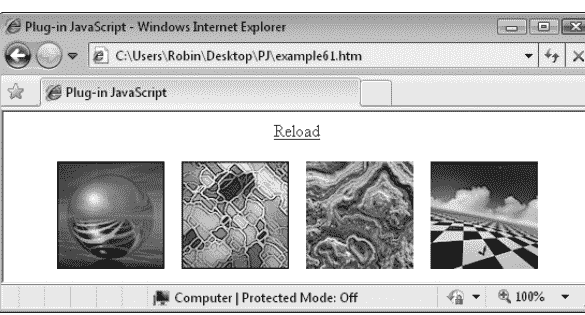 Plug-in JavaScript - Windows Internet Explorer
C:\Users\Robin\Desktop\PJ\example61.htm
Plug-in JavaScript
Reload
Computer | Protected Mode: Off
100%